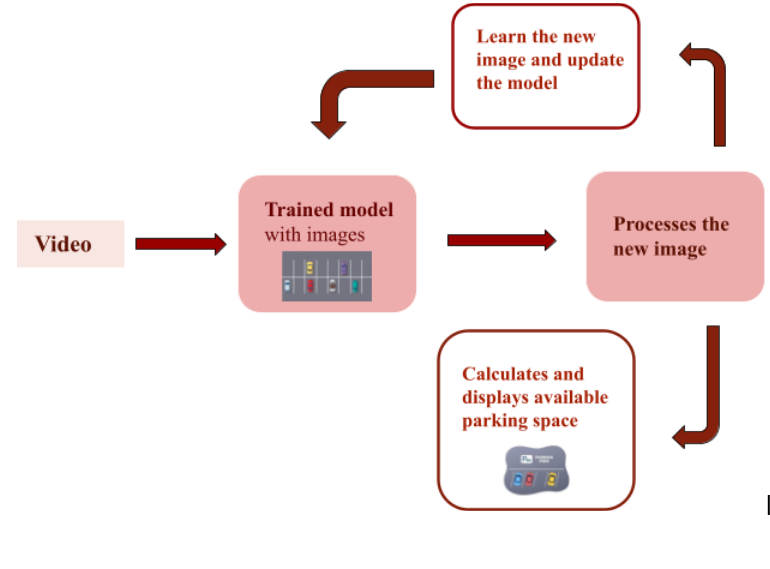 Learn the new
image and update
the model
Video
Trained model
with images
Processes the
new image
Calculates and
displays available
parking space